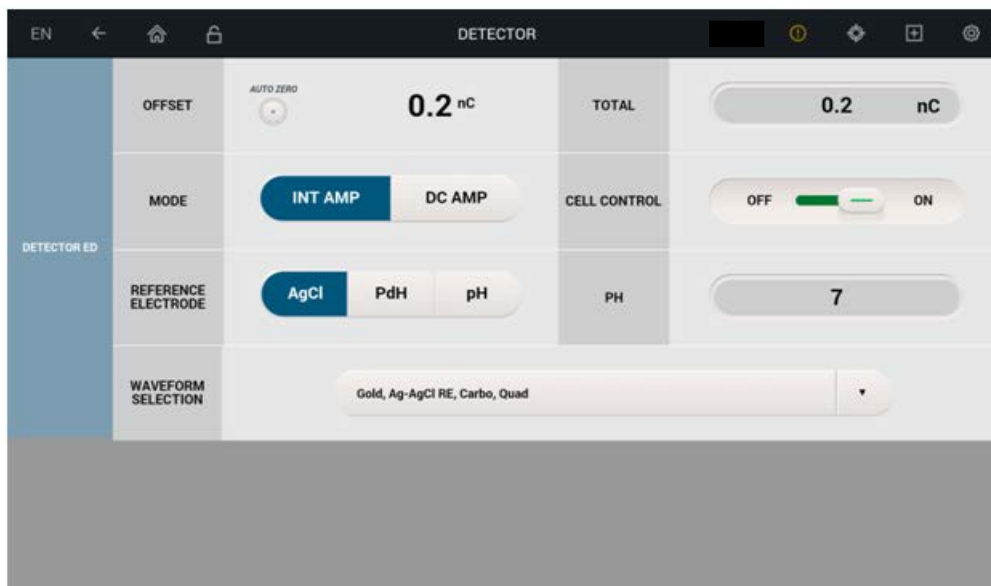 EN
DETECTOR
DETECTOR ED
OFFSET
AUTO ZERO
0.2 nC
TOTAL
0.2 nC
MODE
INT AMP
DC AMP
CELL CONTROL
OFF
ON
REFERENCE
ELECTRODE
AgCl
PdH
pH
PH
7
WAVEFORM
SELECTION
Gold, Ag-AgCl RE, Carbo, Quad